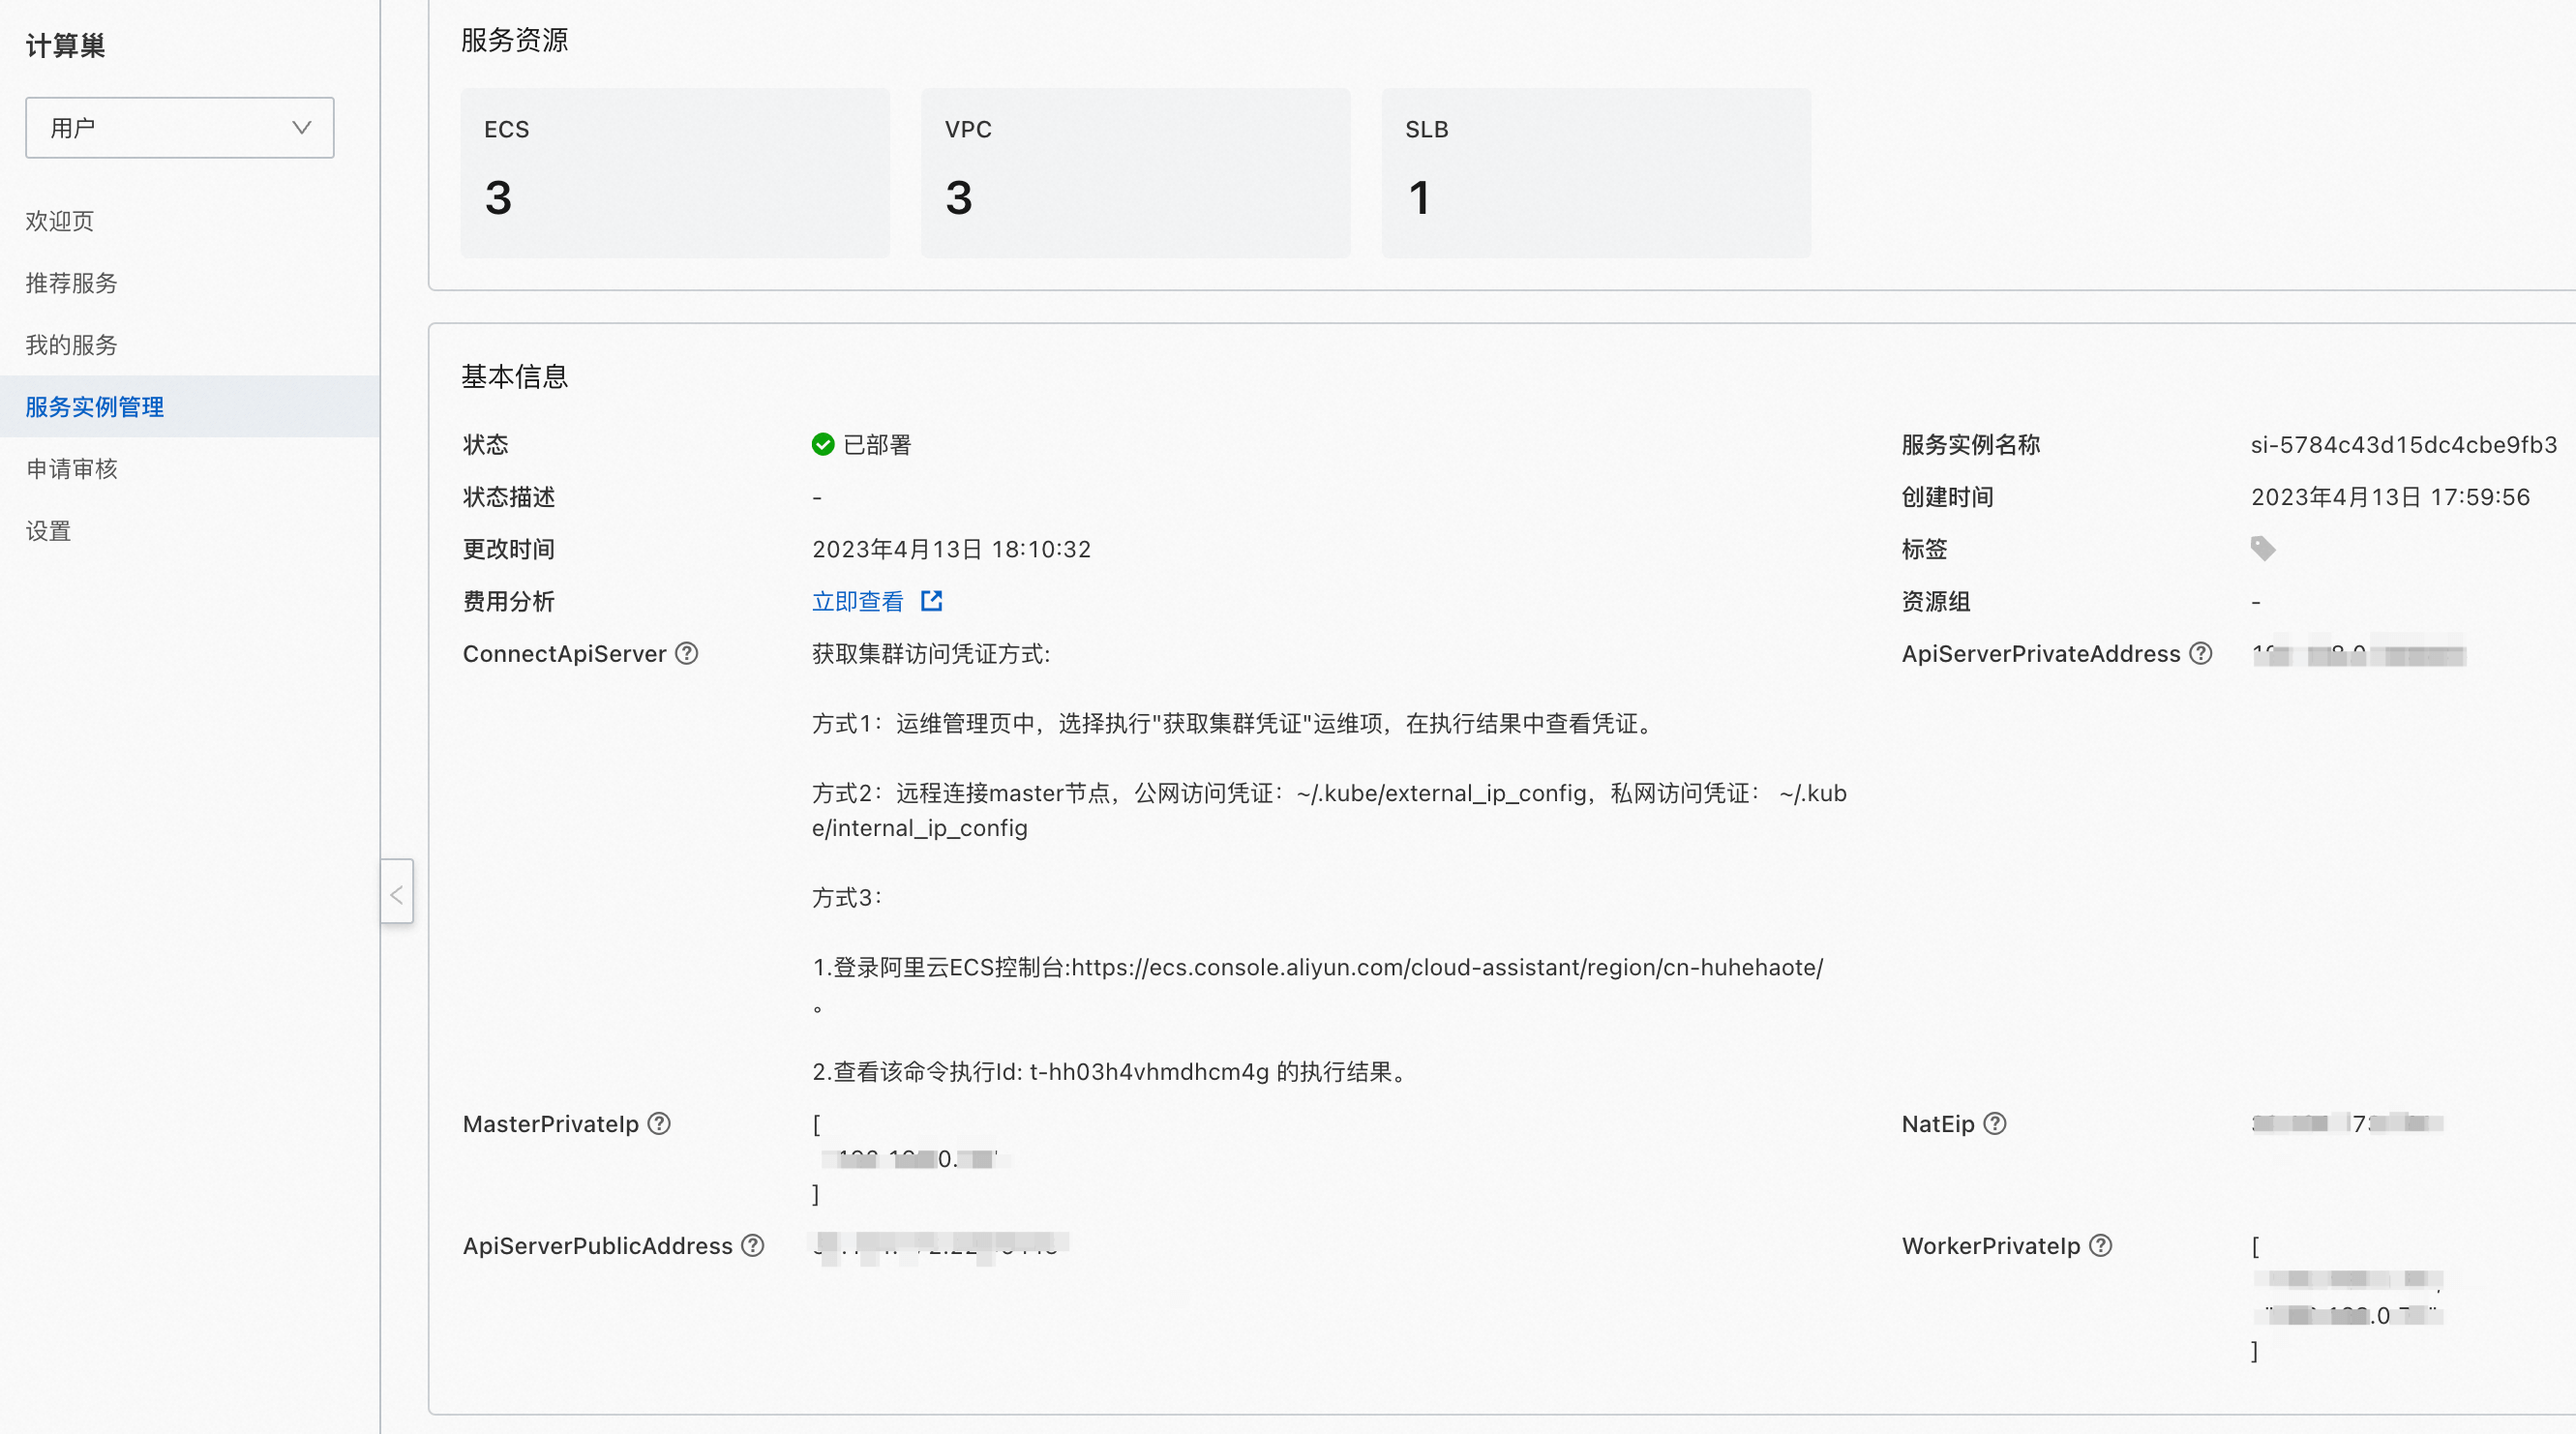 计算巢
用户
欢迎页
推荐服务
我的服务
服务实例管理
申请审核
设置
服务资源
ECS
3
VPC
3
SLB
1
基本信息
状态
已部署
服务实例名称
si-5784c43d15dc4cbe9fb3
状态描述
-
创建时间
2023年4月13日 17:59:56
更改时间
2023年4月13日 18:10:32
标签
费用分析
立即查看
资源组
-
ConnectApiServer
获取集群访问凭证方式:
方式1：运维管理页中，选择执行"获取集群凭证"运维项，在执行结果中查看凭证。
方式2：远程连接master节点，公网访问凭证：~/.kube/external_ip_config，私网访问凭证： ~/.kub
e/internal_ip_config
方式3：
1.登录阿里云ECS控制台:https://ecs.console.aliyun.com/cloud-assistant/region/cn-huhehaote/
。
2.查看该命令执行Id: t-hh03h4vhmdhcm4g 的执行结果。
ApiServerPrivateAddress
MasterPrivateIp
[
]
NatEip
ApiServerPublicAddress
WorkerPrivateIp
[
]